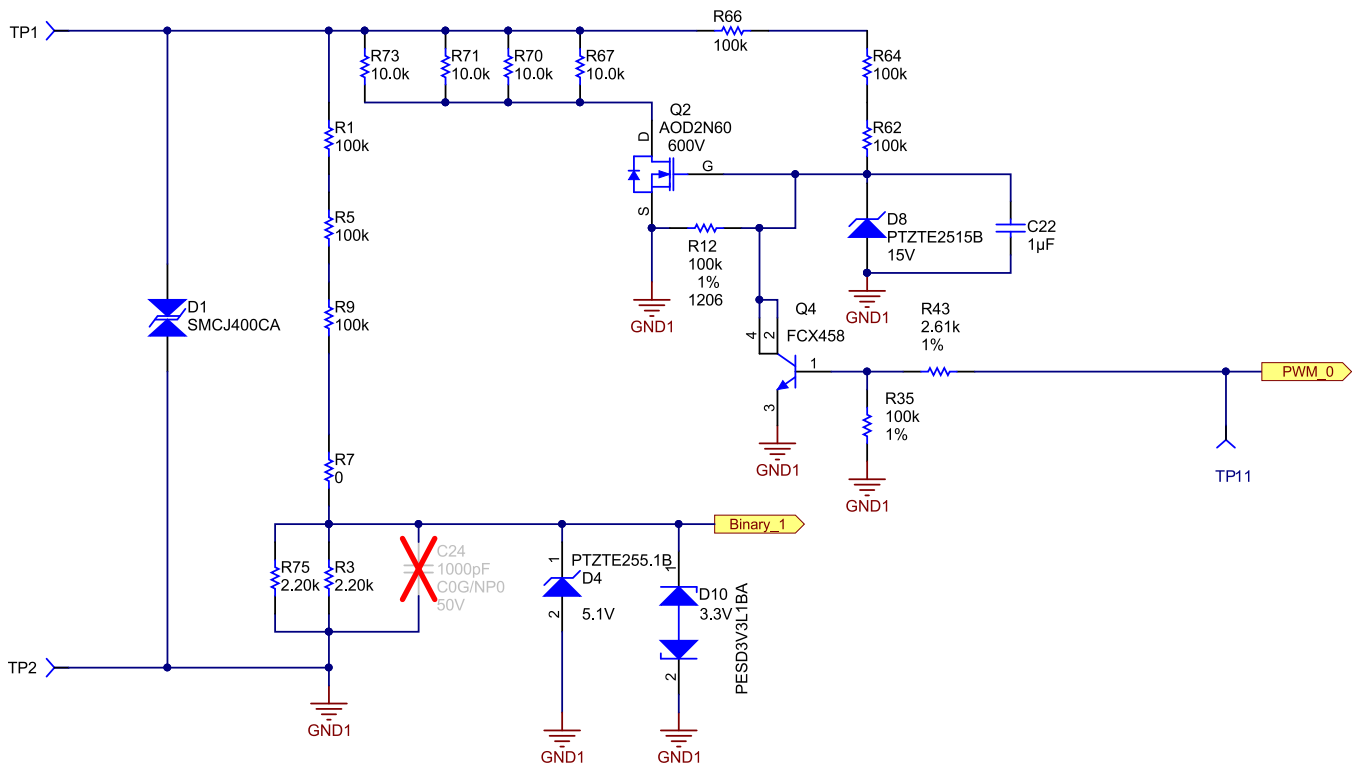 TP1
R66
100k
R73
10.0k
R71
10.0k
R70
10.0k
R67
10.0k
R64
100k
R1
100k
Q2
AOD2N60
600V
D
G
S
R62
100k
R5
100k
R12
100k
1%
1206
D8
PTZTE2515B
15V
C22
1µF
GND1
GND1
D1
SMCJ400CA
R9
100k
Q4
FCX458
4
2
1
3
R43
2.61k
1%
PWM_0
R35
100k
1%
GND1
GND1
TP11
R7
0
Binary_1
R75
2.20k
R3
2.20k
C24
1000pF
C0G/NP0
50V
1
PTZTE255.1B
D4
5.1V
2
1
D10
3.3V
PESD3V3L1BA
2
TP2
GND1
GND1
GND1